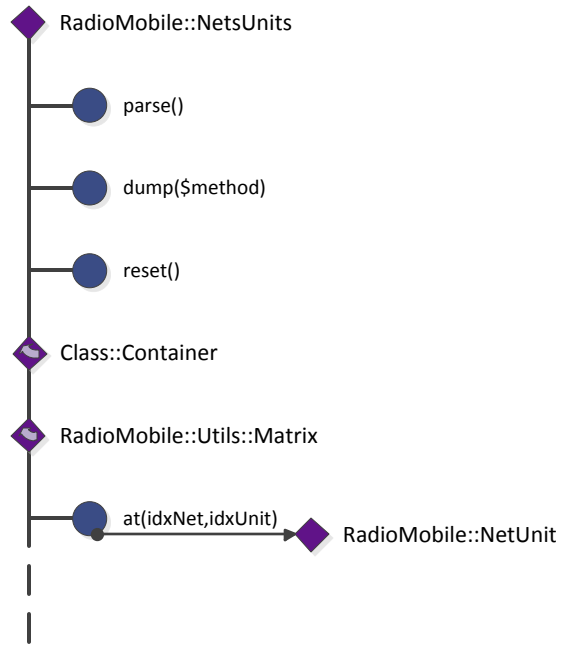 RadioMobile::NetsUnits
parse()
dump($method)
reset()
Class::Container
RadioMobile::Utils::Matrix
at(idxNet,idxUnit)
RadioMobile::NetUnit